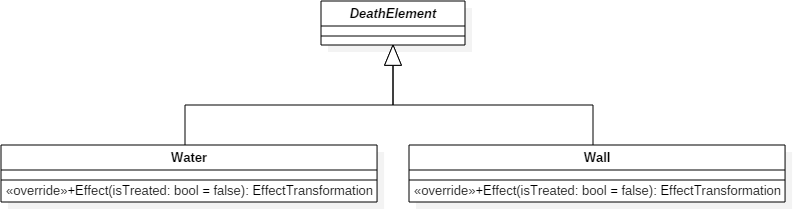 DeathElement
Water
«override»+Effect(isTreated: bool = false): EffectTransformation
Wall
«override»+Effect(isTreated: bool = false): EffectTransformation